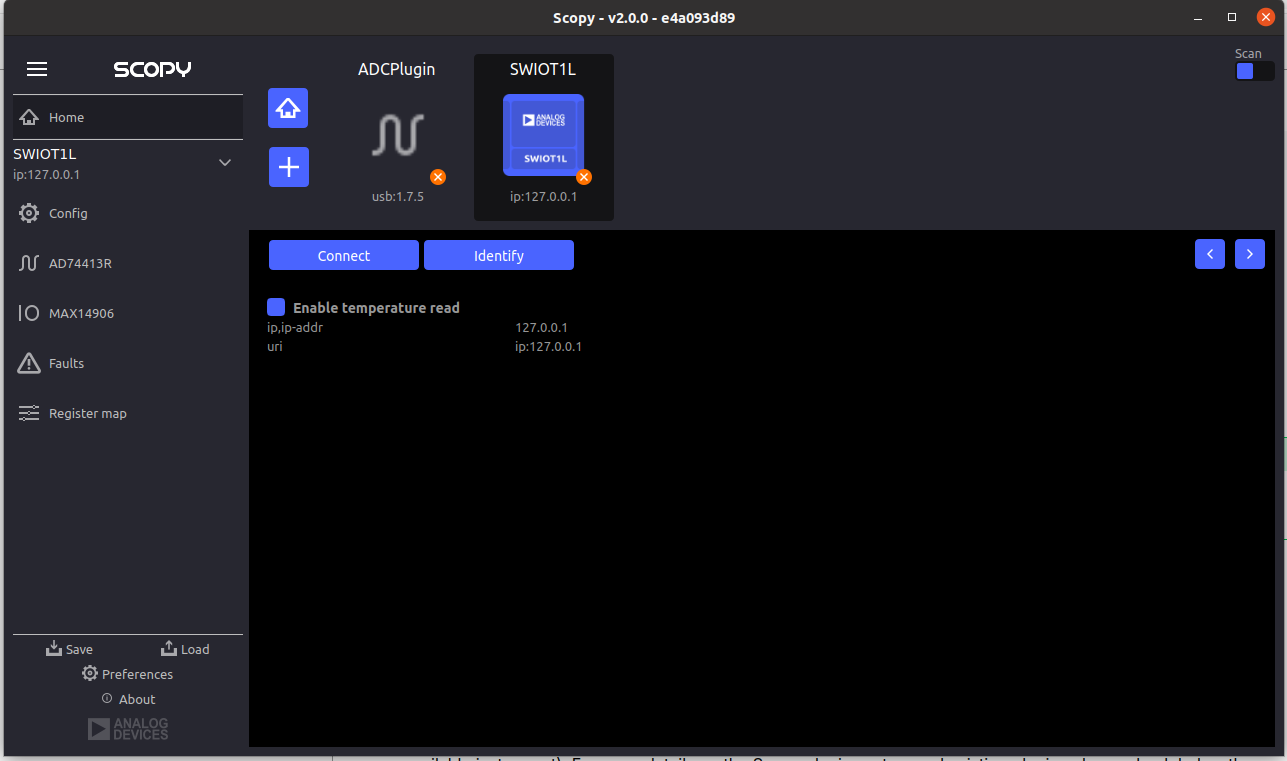 Scopy - v2.0.0 - e4a093d89
SCOPY
Home
SWIOT1L
ip:127.0.0.1
Config
AD74413R
MAX14906
Faults
Register map
Save
Load
Preferences
About
ANALOG
DEVICES
ADCPlugin
usb:1.7.5
SWIOT1L
ANALOG
DEVICES
SWIOT1L
ip:127.0.0.1
Scan
Connect
Identify
Enable temperature read
ip,ip-addr 127.0.0.1
uri ip:127.0.0.1